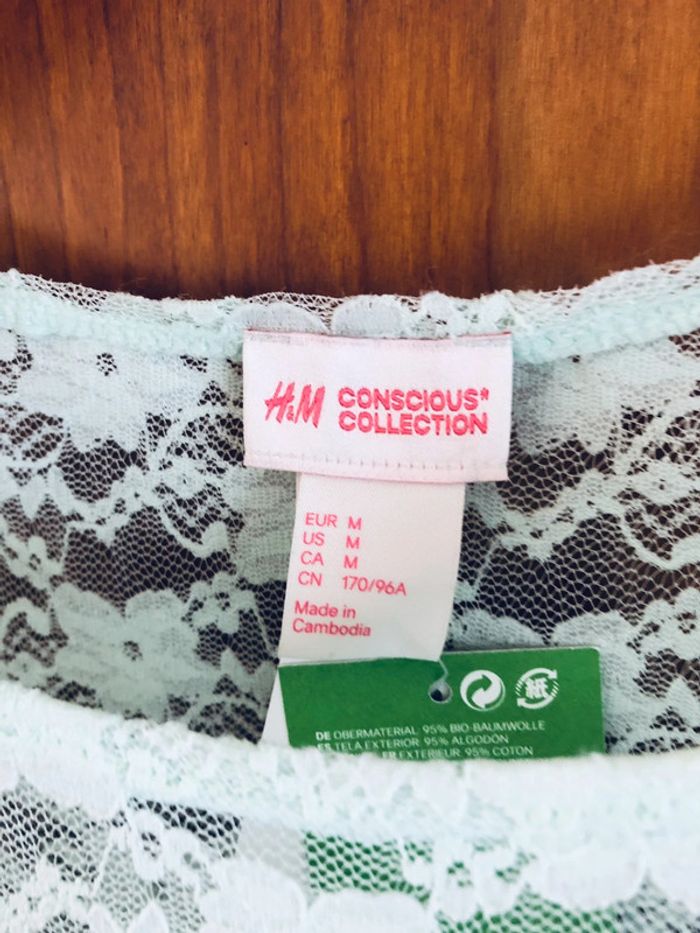 H&M CONSCIOUS*
COLLECTION
EUR M
US M
CA M
CN 170/96A
Made in
Cambodia
紙
DE OBERMATERIAL 95% BIO-BAUMWOLLE
ES TELA EXTERIOR 95% ALGODÓN
FR EXTÉRIEUR 95% COTON